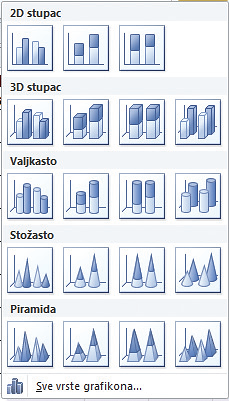 2D stupac
3D stupac
Valjkasto
Stožasto
Piramida
Sve vrste grafikona...